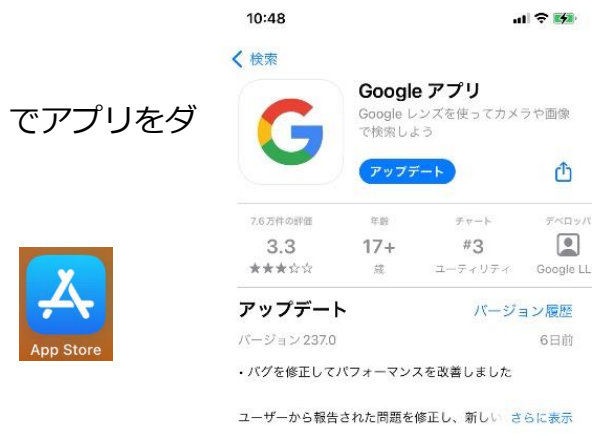 10:48
検索
Google アプリ
Google レンズを使ってカメラや画像
で検索しよう
アップデート
でアプリをダ
7.6万件の評価
年齢
チャート
デベロッパ
3.3
17+
#3
★★★☆☆
歳
ユーティリティ
Google LL
アップデート
バージョン履歴
バージョン 237.0
6日前
・バグを修正してパフォーマンスを改善しました
ユーザーから報告された問題を修正し、新しい さらに表示
App Store